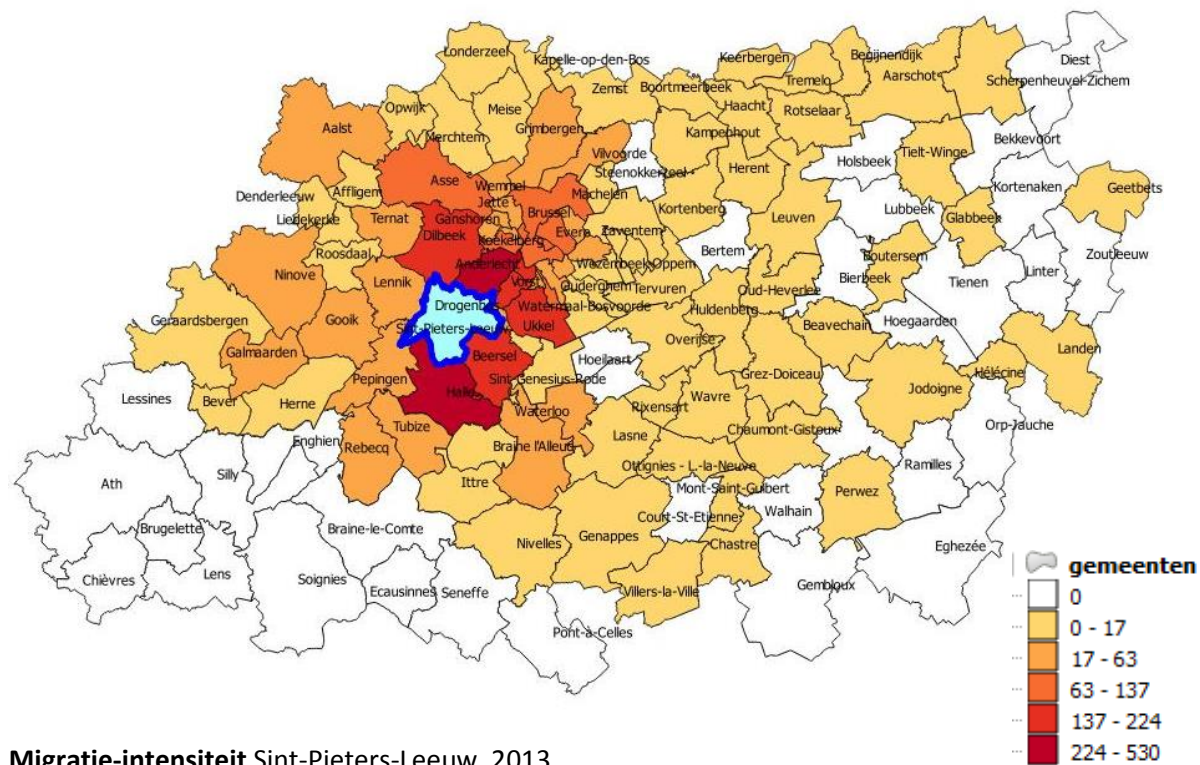 Londerzeel
Kapelle-op-den-Bos
Keerbergen
Begijnendijk
Diest
Tremelo
Aarschot
Scherpenheuvel-Zichem
Zemst
Boortmeerbeek
Opwijk
Meise
Haacht
Rotselaar
Aalst
Merchtem
Grimbergen
Kampenhout
Bekkevoort
Vilvoorde
Tielt-Winge
Holsbeek
Steenokkerzeel
Herent
Asse
Wemmel
Kortenaken
Geetbets
Denderleeuw
Affligem
Jette
Machelen
Liedekerke
Ternat
Ganshoren
Brussel
Kortenberg
Leuven
Lubbeek
Glabbeek
Dilbeek
Koekelberg
Evere
Zaventem
Roosdaal
Bertem
Boutersem
Zoutleeuw
Ninove
Lennik
Anderlecht
Wezembeek-Oppem
Bierbeek
Tienen
Linter
Vorst
Ouderghem
Tervuren
Oud-Heverlee
Drogenbos
Watermaal-Bosvoorde
Huldenberg
Geraardsbergen
Gooik
Sint-Pieters-Leeuw
Ukkel
Beauvechain
Hoegaarden
Overijse
Galmaarden
Beersel
Hoeilaart
Landen
Pepingen
Sint-Genesius-Rode
Grez-Doiceau
Hélécine
Jodoigne
Lessines
Bever
Herne
Halle
Waterloo
Rixensart
Wavre
Orp-Jauche
Enghien
Tubize
Lasne
Chaumont-Gistoux
Rebecq
Braine l'Alleud
Ottignies - L.-la-Neuve
Ramilles
Silly
Ath
Ittre
Mont-Saint-Guibert
Perwez
Walhain
Brugelette
Braine-le-Comte
Court-St-Etienne
Nivelles
Genappes
Chastre
Eghezée
Chièvres
Lens
Soignies
Ecaussinnes
Seneffe
Villers-la-Ville
Gembloux
Pont-à-Celles
gemeenten
0
0 - 17
17 - 63
63 - 137
137 - 224
224 - 530
Migratie-intensiteit Sint-Pieters-Leeuw, 2013